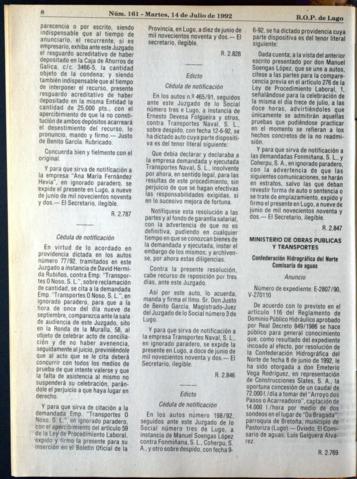 8 Núm. 161 - Martes, 14 de Julio de 1992 B.O.P. de Lugo
parecencia o por escrito, siendo
indispensable que al tiempo de
anunciarlo, el recurrente, si es
empresario, exhiba ante este Juzgado
el resguardo acreditativo de haber
depositado en la Caja de Ahorros de
Galicia, c/c. 3466-5, la cantidad
objeto de la condena; y siendo
también indispensable que al tiempo
de interponer el recurso, presente
resguardo acreditativo de haber
depositado en la misma Entidad la
cantidad de 25.000 pts., con el
apercibimiento de que la no consti-
tución de ambos depósitos acarreará
el desestimiento del recurso, lo
pronuncio, mando y firmo. — Justo
de Benito García. Rubricado.
Concuerda bien y fielmente con el
original.
Y para que sirva de notificación a
la empresa "Ana María Fernández
Hevia", en ignorado paradero, se
expide el presente en Lugo, a nueve
de junio de mil novecientos noventa
y dos. — El Secretario, ilegible.
R. 2.787
Cédula de notificación
En virtud de lo acordado en
providencia dictada en los autos
número 77/92, tramitados en este
Juzgado a instancia de David Hermi-
da Rubiños, contra Emp. "Transpor-
tes O Noso, S. L.", sobre reclamación
de cantidad, se cita a la demandada
Emp. "Transportes O Noso, S. L.", en
ignorado paradero, para que a la
hora de once del día nueve de
septiembre, comparezca ante la sala
de audiencia de este Juzgado, sito
en la Ronda de la Muralla, 58, al
objeto de celebrar acto de concilia-
ción y de no haber avenencia,
seguidamente al juicio, previniéndole
que al acto que se le cita deberá
concurrir con todos los medios de
prueba de que intente valerse y que
la falta de asistencia al mismo no
suspenderá su celebración, parán-
dole el perjuicio a que haya lugar en
derecho.
Y para que sirva de citación a la
demandada Emp. "Transportes O
Noso, S. L.", en ignorado paradero,
con el apercibimiento del artículo 59
de la Ley de Procedimiento Laboral,
expido y firmo la presente para su
inserción en el Boletín Oficial de la
Provincia, en Lugo, a diez de junio de
mil novecientos noventa y dos. — El
secretario, ilegible.
R. 2.828
Edicto
Cédula de notificación
En los autos n.º 465/91, seguidos
ante este Juzgado de lo Social
número tres de Lugo, a instancia de
Ernesto Devesa Folgueira y otros,
contra Transportes Naval, S. L.,
sobre despido, con fecha 12-6-92, se
ha dictado auto cuya parte dispositi-
va es del tenor literal siguiente:
Que debía declarar y declaraba a
la empresa demandada y ejecutada
Transportes Naval, S. L., insolvente
por ahora, en sentido legal, para las
resultas de este procedimiento sin
perjuicio de que se hagan efectivas
las responsabilidades exigidas, si
en lo sucesivo mejora de fortuna.
Notifíquese esta resolución a las
partes y al fondo de garantía salarial,
con la advertencia de que no es
definitiva, pudiendo en cualquier
tiempo en que se conozcan bienes de
la demandada y ejecutada, instar el
embargo de los mismos; y archíven-
se, por ahora estas diligencias.
Contra la presente resolución,
cabe recurso de reposición por tres
días, ante este Juzgado.
Así por este auto, lo acuerda,
manda y firma el Ilmo. Sr. Don Justo
de Benito García. Magistrado-Juez
del Juzgado de lo Social número 3 de
Lugo.
Y para que sirva de notificación a
la empresa Transportes Naval, S. L.,
en ignorado paradero, se expide la
presente en Lugo, a doce de junio de
mil novecientos noventa y dos. — El
Secretario, ilegible.
R. 2.846
Edicto
Cédula de notificación
En los autos número 198/92,
seguidos ante este Juzgado de lo
Social número tres de Lugo, a
instancia de Manuel Soengas López
contra Fonmiñana, S. L., Coherpu, S.
A., y otro sobre despido, con fecha 9-
6-92, se ha dictado providencia cuya
parte dispositiva es del tenor literal
siguiente:
Dada cuenta; a la vista del anterior
escrito presentado por don Manuel
Soengas López, que se una a autos,
cítese a las partes para la compare-
cencia previa en el artículo 276 de la
Ley de Procedimiento Laboral,
señalándose para la celebración de
la misma el día trece de julio, a las
doce horas, advirtiéndoles que
únicamente se admitirán aquellas
pruebas que pudiéndose practicar
en el momento se refieran a los
hechos concretos de la no readmi-
sión.
Y para que sirva de notificación a
las demandadas Fonmiñana, S. L., y
Coherpu, S. A., en ignorado paradero,
con la advertencia de que las
siguientes comunicaciones, se harán
en estrados, salvo las que deban
revestir forma de auto o sentencia o
se trate de emplazamiento, expido y
firmo el presente en Lugo, a nueve de
junio de mil novecientos noventa y
dos. — El Secretario, ilegible.
R. 2.847
MINISTERIO DE OBRAS PUBLICAS
Y TRANSPORTES
Confederación Hidrográfica del Norte
Comisaría de aguas
Anuncio
Número de expediente: E-2807/90,
V-270110
De acuerdo con lo previsto en el
artículo 116 del Reglamento de
Dominio Público Hidráulico aprobado
por Real Decreto 849/1986 se hace
público para general conocimiento
que, como resultado del expediente
incoado al efecto, por resolución de la
Confederación Hidrográfica del
Norte de fecha 8 de junio de 1992, le
ha sido otorgada a don Emeterio
Vega Rodríguez, en representación
de Construcciones Slates, S. A., la
oportuna concesión de un caudal de
72.000 l./día a tomar del "Arroyo dos
Pasos o Acarreadoiro", captación de
14.000 l./hora por medio de dos
sondeos en el lugar de "Ou Bragada"
parroquia de Bretoña, municipio de
Pastoriza (Lugo) — Oviedo. El Comi-
sario de aguas: Luis Galguera Alva-
rez.
R. 2.769